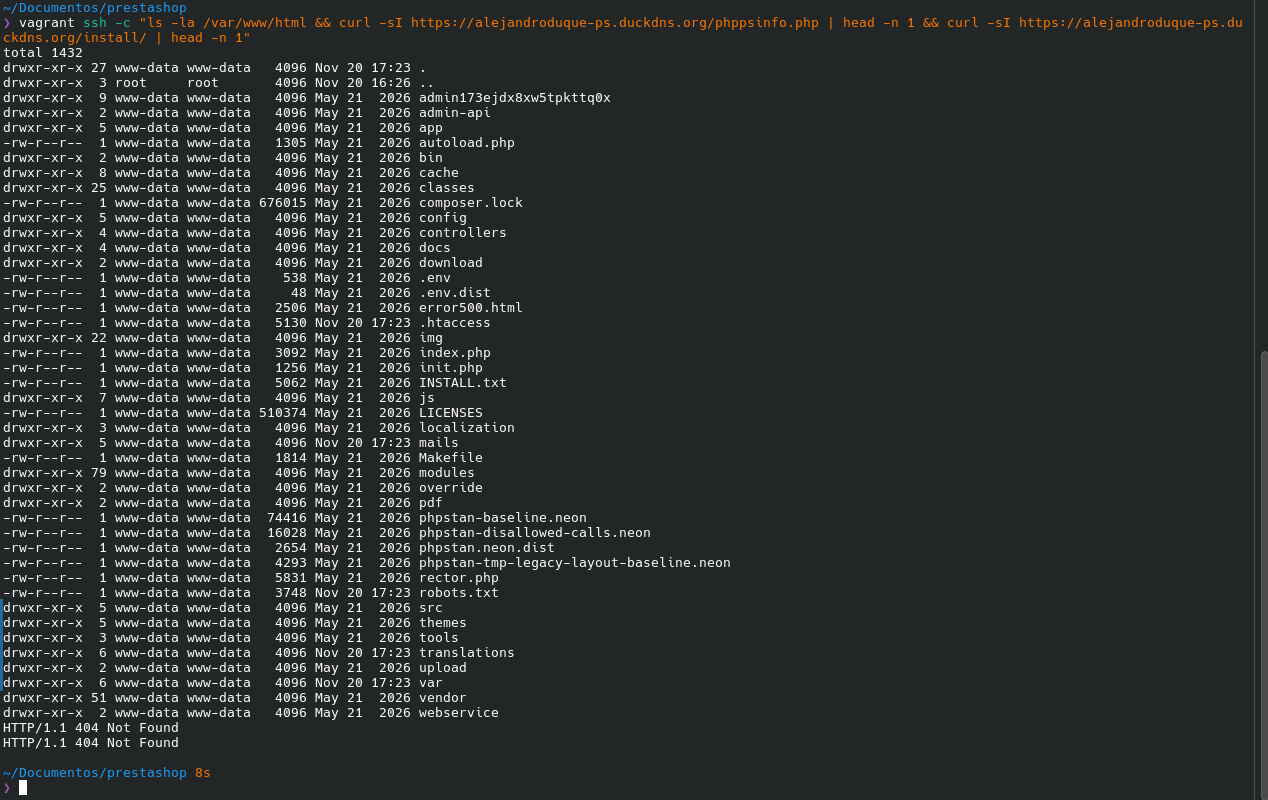 ~/Documentos/prestashop
❯ vagrant ssh -c "ls -la /var/www/html && curl -sI https://alejandroduque-ps.duckdns.org/phppsinfo.php | head -n 1 && curl -sI https://alejandroduque-ps.du
ckdns.org/install/ | head -n 1"
total 1432
drwxr-xr-x 27 www-data www-data   4096 Nov 20 17:23 .
drwxr-xr-x  3 root     root       4096 Nov 20 16:26 ..
drwxr-xr-x  9 www-data www-data   4096 May 21  2026 admin173ejdx8xw5tpkttq0x
drwxr-xr-x  2 www-data www-data   4096 May 21  2026 admin-api
drwxr-xr-x  5 www-data www-data   4096 May 21  2026 app
-rw-r--r--  1 www-data www-data   1305 May 21  2026 autoload.php
drwxr-xr-x  2 www-data www-data   4096 May 21  2026 bin
drwxr-xr-x  8 www-data www-data   4096 May 21  2026 cache
drwxr-xr-x 25 www-data www-data   4096 May 21  2026 classes
-rw-r--r--  1 www-data www-data 676015 May 21  2026 composer.lock
drwxr-xr-x  5 www-data www-data   4096 May 21  2026 config
drwxr-xr-x  4 www-data www-data   4096 May 21  2026 controllers
drwxr-xr-x  4 www-data www-data   4096 May 21  2026 docs
drwxr-xr-x  2 www-data www-data   4096 May 21  2026 download
-rw-r--r--  1 www-data www-data    538 May 21  2026 .env
-rw-r--r--  1 www-data www-data     48 May 21  2026 .env.dist
-rw-r--r--  1 www-data www-data   2506 May 21  2026 error500.html
-rw-r--r--  1 www-data www-data   5130 Nov 20 17:23 .htaccess
drwxr-xr-x 22 www-data www-data   4096 May 21  2026 img
-rw-r--r--  1 www-data www-data   3092 May 21  2026 index.php
-rw-r--r--  1 www-data www-data   1256 May 21  2026 init.php
-rw-r--r--  1 www-data www-data   5062 May 21  2026 INSTALL.txt
drwxr-xr-x  7 www-data www-data   4096 May 21  2026 js
-rw-r--r--  1 www-data www-data 510374 May 21  2026 LICENSES
drwxr-xr-x  3 www-data www-data   4096 May 21  2026 localization
drwxr-xr-x  5 www-data www-data   4096 Nov 20 17:23 mails
-rw-r--r--  1 www-data www-data   1814 May 21  2026 Makefile
drwxr-xr-x 79 www-data www-data   4096 May 21  2026 modules
drwxr-xr-x  2 www-data www-data   4096 May 21  2026 override
drwxr-xr-x  2 www-data www-data   4096 May 21  2026 pdf
-rw-r--r--  1 www-data www-data  74416 May 21  2026 phpstan-baseline.neon
-rw-r--r--  1 www-data www-data  16028 May 21  2026 phpstan-disallowed-calls.neon
-rw-r--r--  1 www-data www-data   2654 May 21  2026 phpstan.neon.dist
-rw-r--r--  1 www-data www-data   4293 May 21  2026 phpstan-tmp-legacy-layout-baseline.neon
-rw-r--r--  1 www-data www-data   5831 May 21  2026 rector.php
-rw-r--r--  1 www-data www-data   3748 Nov 20 17:23 robots.txt
drwxr-xr-x  5 www-data www-data   4096 May 21  2026 src
drwxr-xr-x  5 www-data www-data   4096 May 21  2026 themes
drwxr-xr-x  3 www-data www-data   4096 May 21  2026 tools
drwxr-xr-x  6 www-data www-data   4096 Nov 20 17:23 translations
drwxr-xr-x  2 www-data www-data   4096 May 21  2026 upload
drwxr-xr-x  6 www-data www-data   4096 Nov 20 17:23 var
drwxr-xr-x 51 www-data www-data   4096 May 21  2026 vendor
drwxr-xr-x  2 www-data www-data   4096 May 21  2026 webservice
HTTP/1.1 404 Not Found
HTTP/1.1 404 Not Found
~/Documentos/prestashop 8s
❯